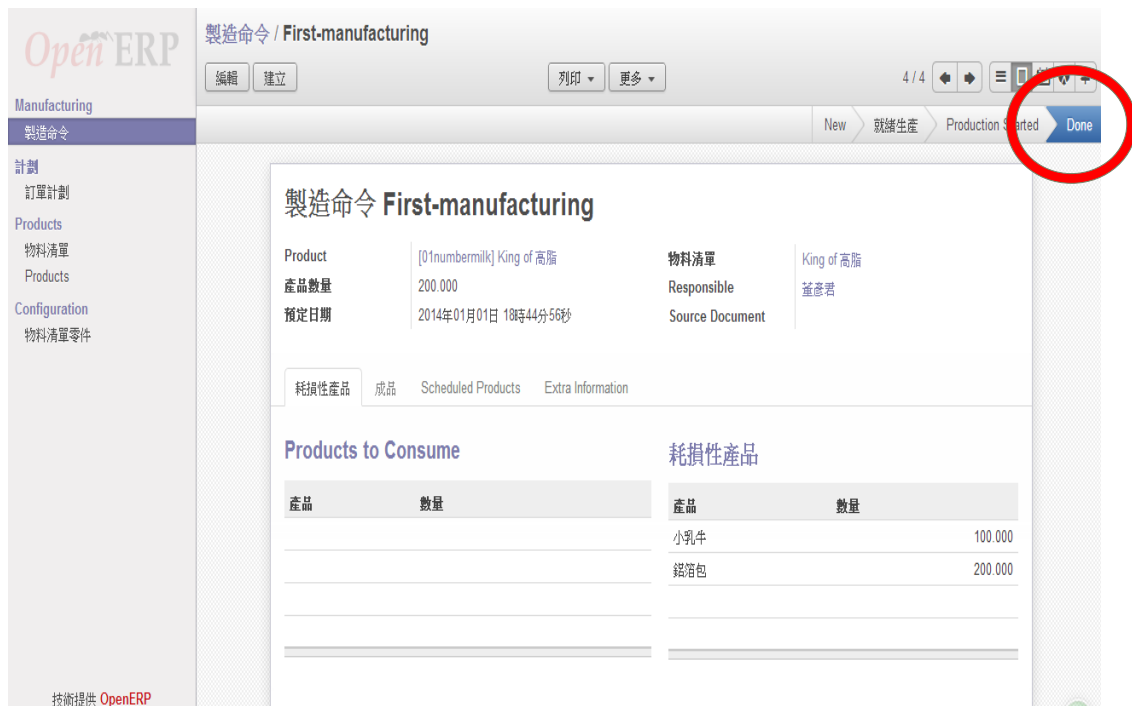 Open ERP
Manufacturing
製造命令
計劃
訂單計劃
Products
物料清單
Products
Configuration
物料清單零件
技術提供 OpenERP
製造命令 / First-manufacturing
編輯 建立 列印 更多 4 / 4
New 就緒生產 Production Started Done
製造命令 First-manufacturing
Product [01numbermilk] King of 高脂 物料清單 King of 高脂
產品數量 200.000 Responsible 董彥君
預定日期 2014年01月01日 18時44分56秒 Source Document
耗損性產品 成品 Scheduled Products Extra Information
Products to Consume 耗損性產品
產品 數量 產品 數量
小乳牛 100.000
鋁箔包 200.000